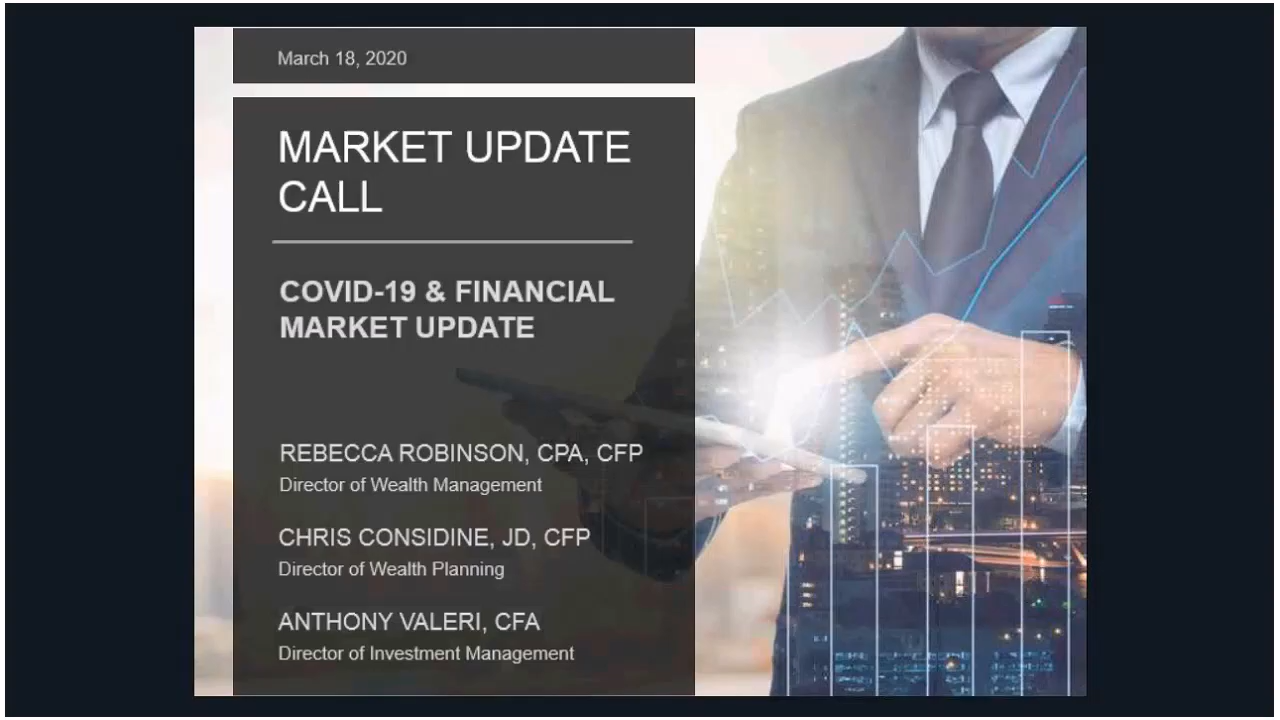 March 18, 2020
MARKET UPDATE
CALL
COVID-19 & FINANCIAL
MARKET UPDATE
REBECCA ROBINSON, CPA, CFP
Director of Wealth Management
CHRIS CONSIDINE, JD, CFP
Director of Wealth Planning
ANTHONY VALERI, CFA
Director of Investment Management